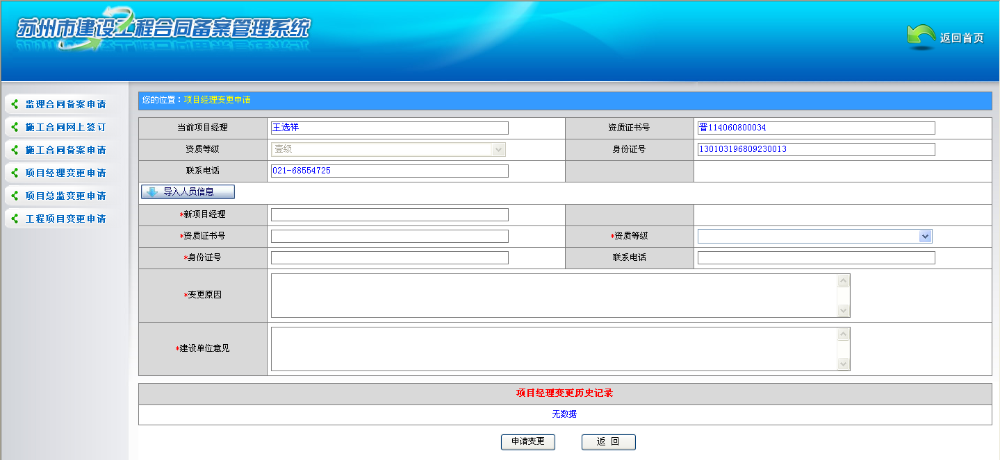 苏州市建设工程合同备案管理系统
返回首页
监理合同备案申请
施工合同网上签订
施工合同备案申请
项目经理变更申请
项目总监变更申请
工程项目变更申请
您的位置：项目经理变更申请
当前项目经理 王选祥 资质证书号 晋114060800034
资质等级 壹级 身份证号 130103196809230013
联系电话 021-68554725
导入人员信息
*新项目经理
*资质证书号 *资质等级
*身份证号 联系电话
*变更原因
*建设单位意见
项目经理变更历史记录
无数据
申请变更 返 回